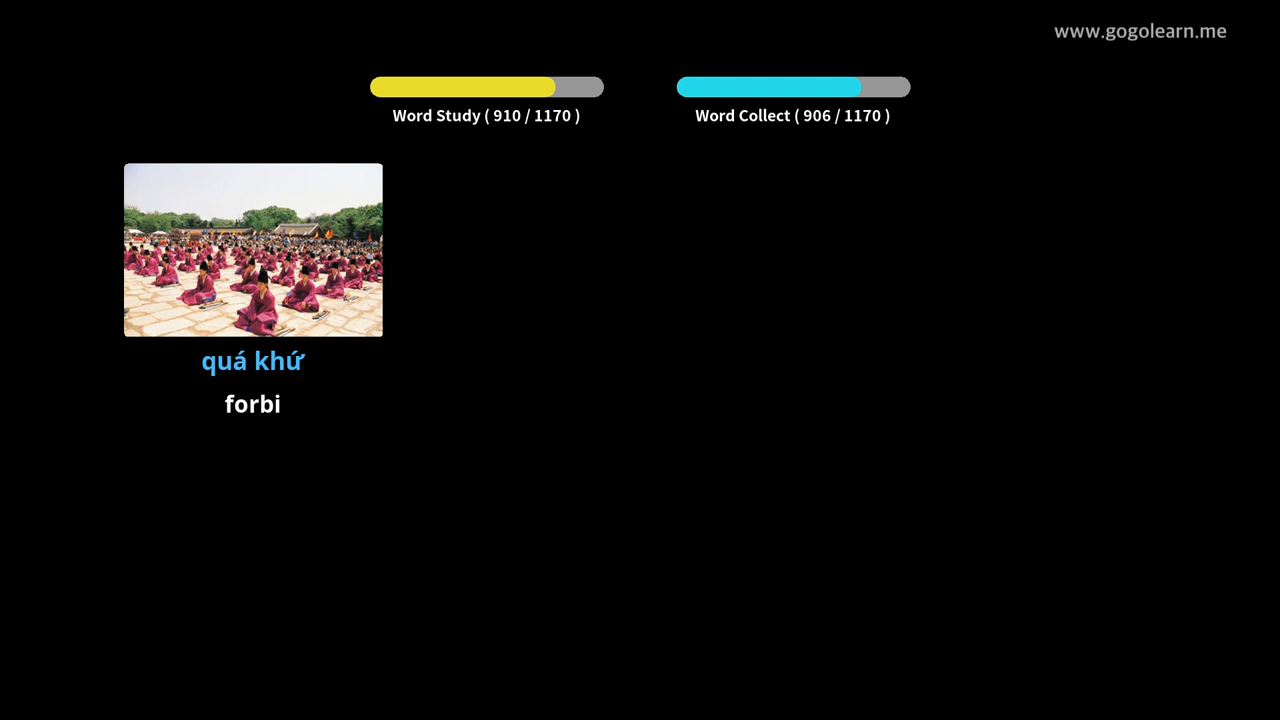 www.gogolearn.me
Word Study ( 910 / 1170 )
Word Collect ( 906 / 1170 )
quá khứ
forbi